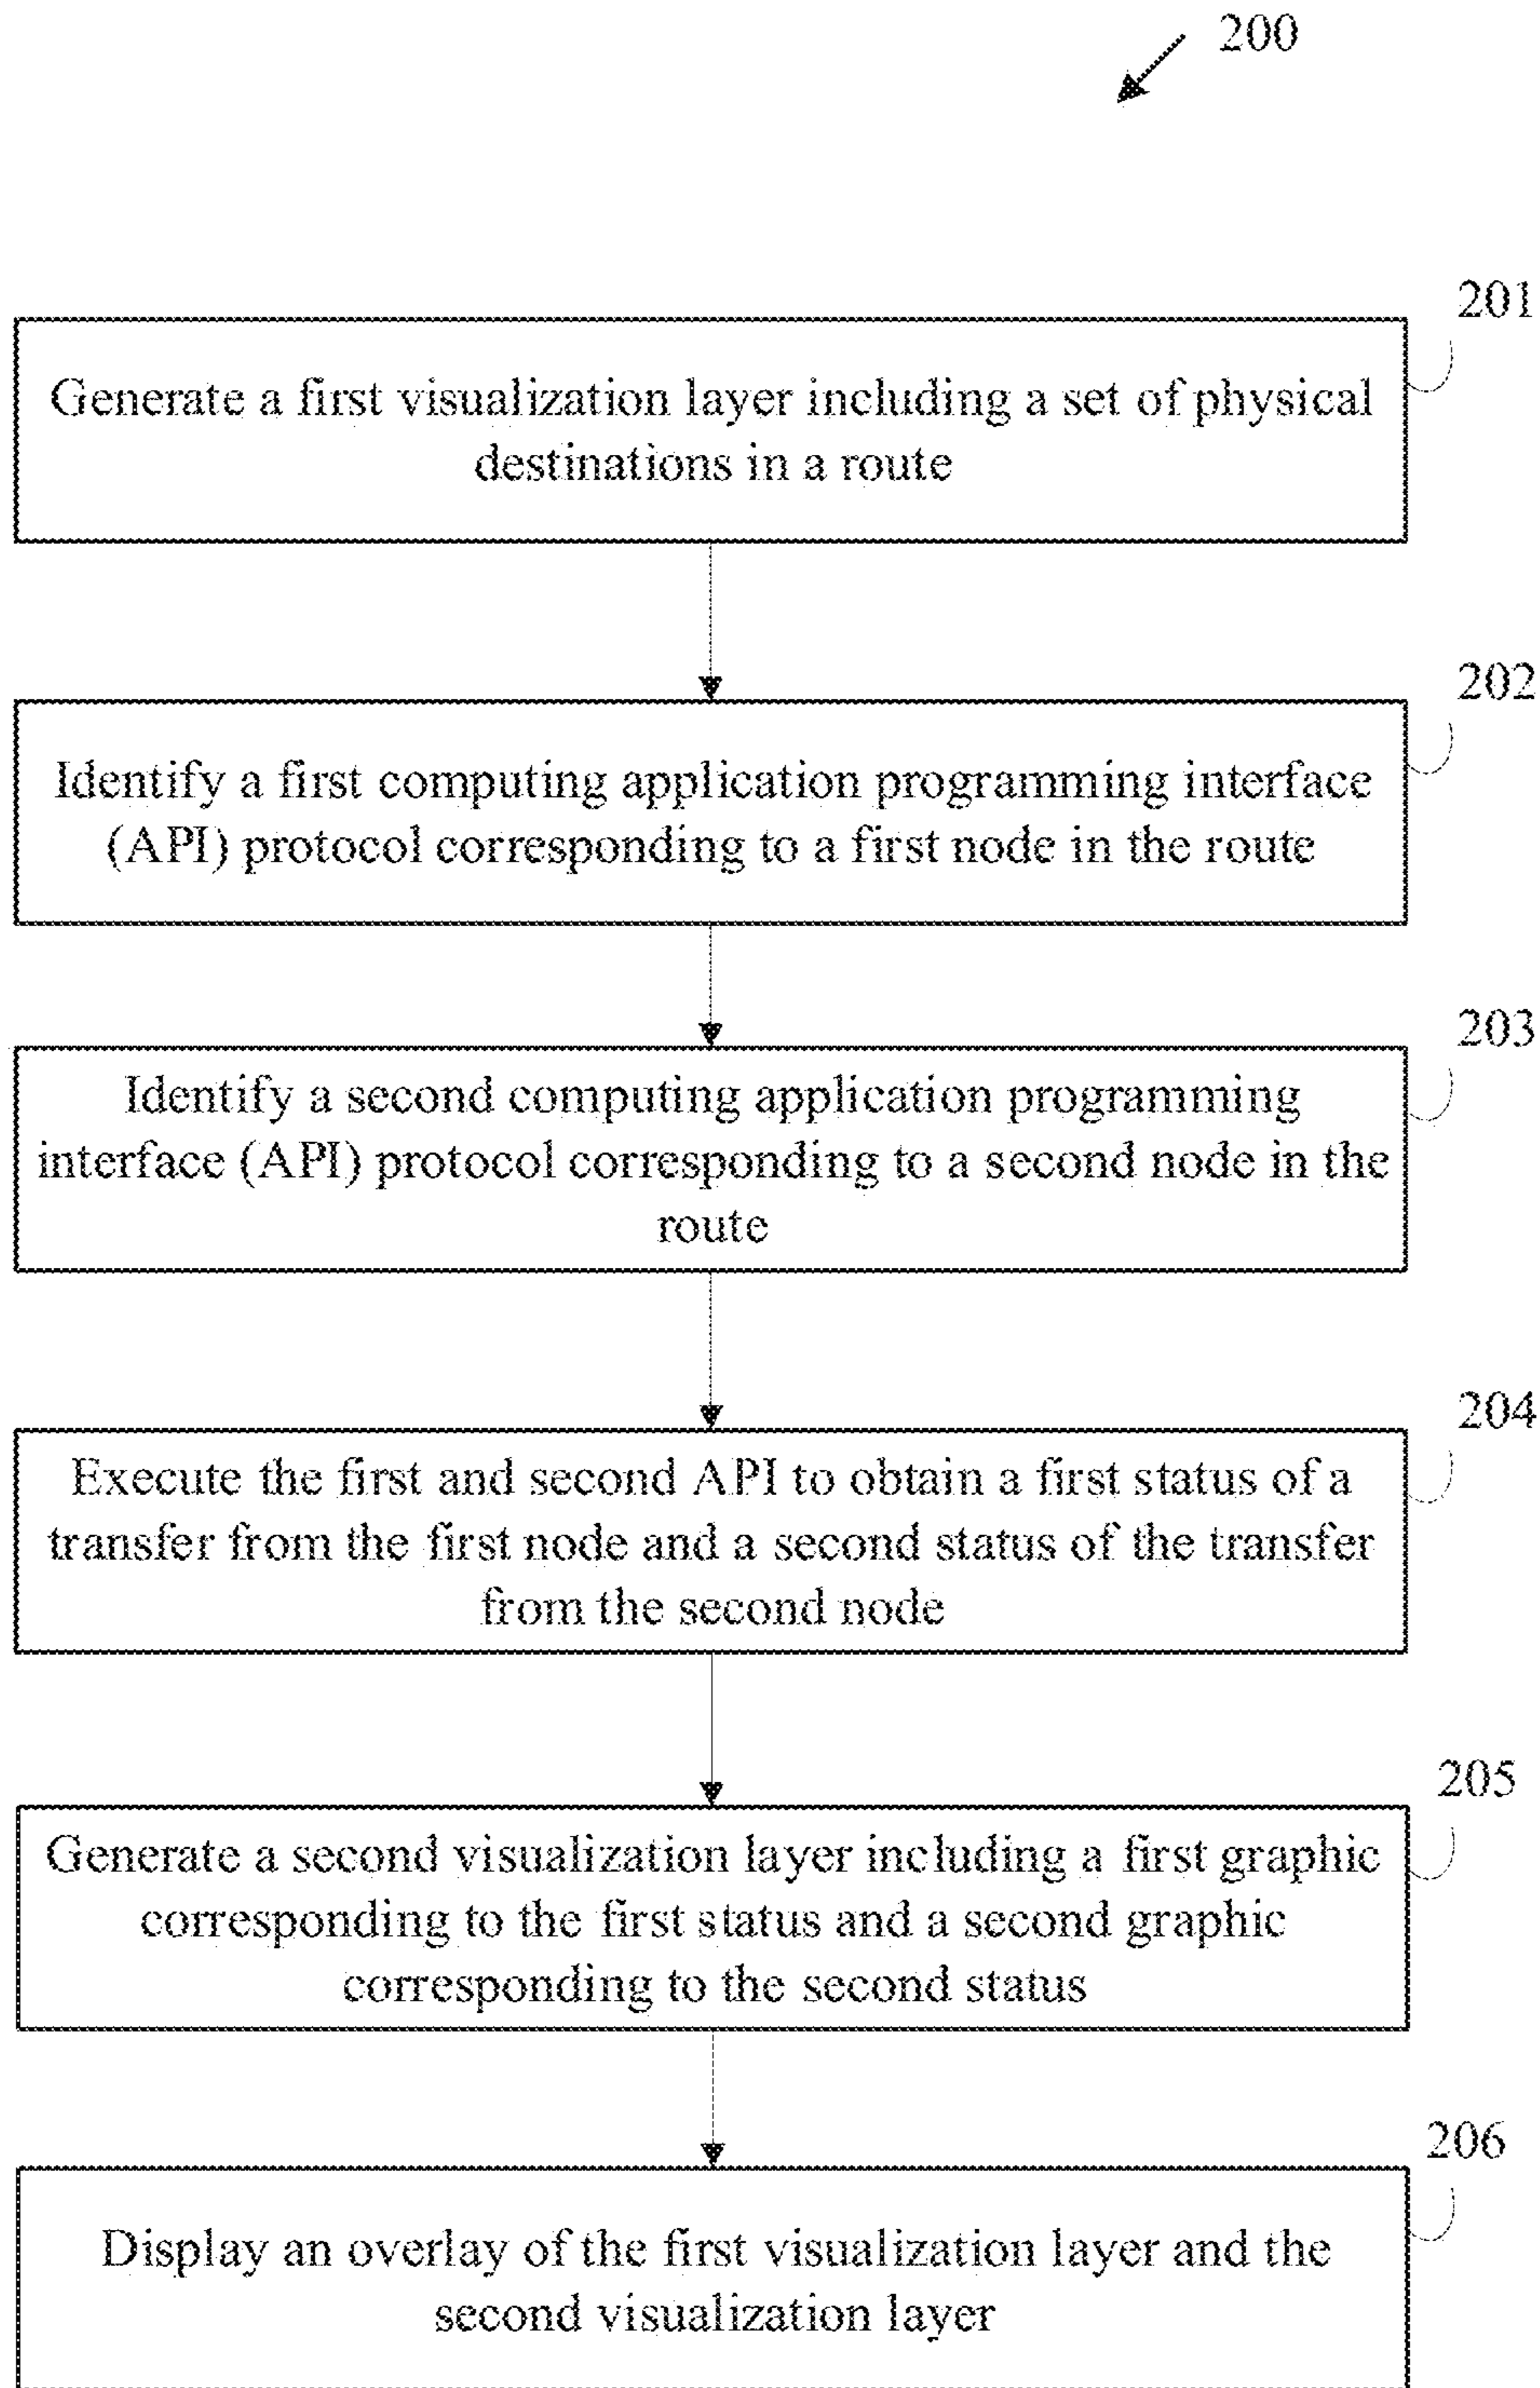 200
201
Generate a first visualization layer including a set of physical
destinations in a route
202
Identify a first computing application programming interface
(API) protocol corresponding to a first node in the route
203
Identify a second computing application programming
interface (API) protocol corresponding to a second node in the
route
204
Execute the first and second API to obtain a first status of a
transfer from the first node and a second status of the transfer
from the second node
205
Generate a second visualization layer including a first graphic
corresponding to the first status and a second graphic
corresponding to the second status
206
Display an overlay of the first visualization layer and the
second visualization layer